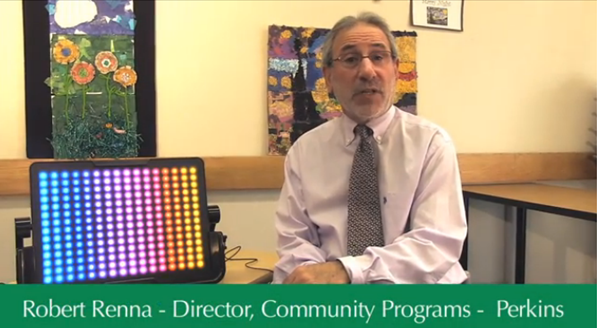 Robert Renna - Director, Community Programs - Perkins